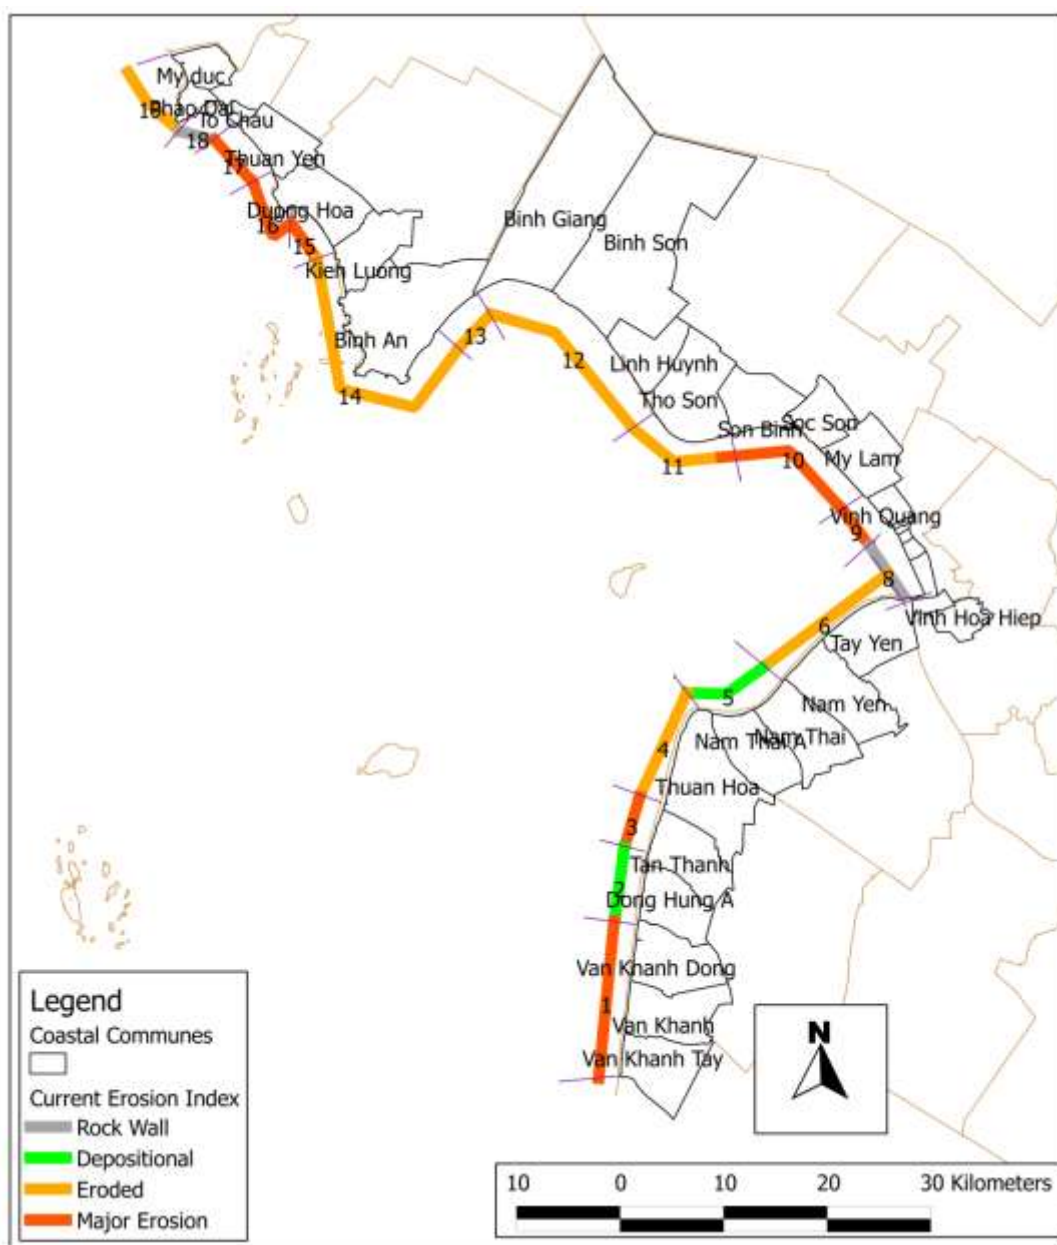 My duc
Phao Dai
To Chau
19
18
Thuan Yen
17
Duong Hoa
16
15
Kien Luong
Binh Giang
Binh Son
Binh An
13
12
14
Linh Huynh
Tho Son
Soc Son
Son Binh
11
10
My Lam
Vinh Quang
9
8
Vinh Hoa Hiep
6
Tay Yen
5
Nam Yen
Nam Thai
Nam Thai A
4
Thuan Hoa
3
Tan Thanh
2
Dong Hung A
Van Khanh Dong
1
Van Khanh
Van Khanh Tay
N
Legend
Coastal Communes
Current Erosion Index
Rock Wall
Depositional
Eroded
Major Erosion
10 0 10 20 30 Kilometers